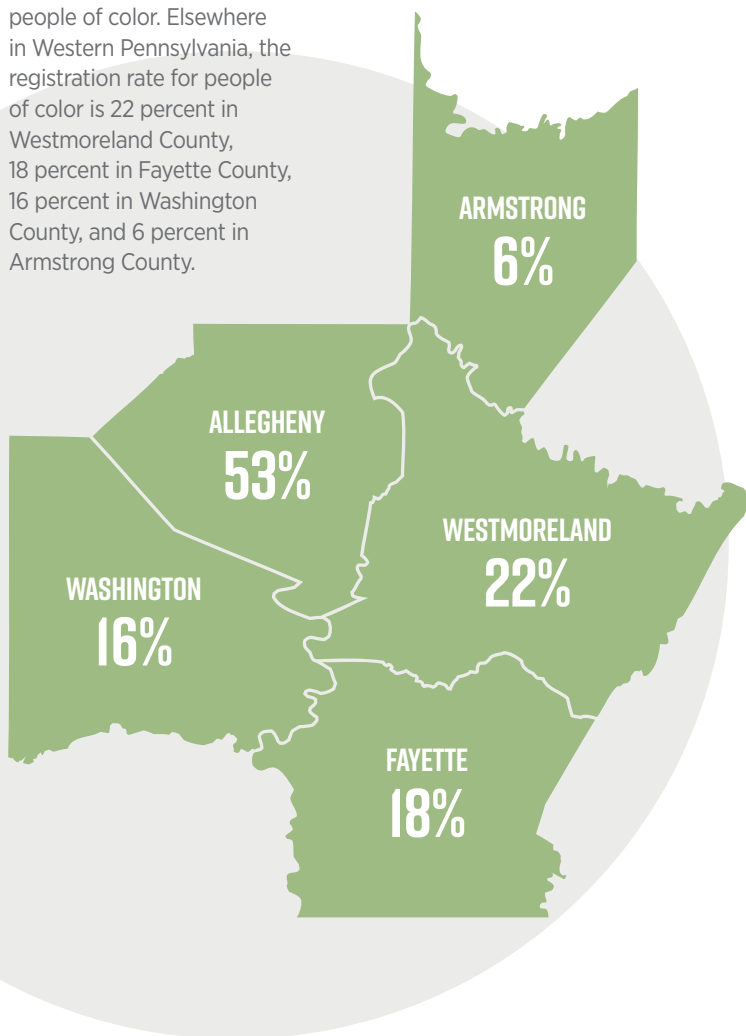 people of color. Elsewhere
in Western Pennsylvania, the
registration rate for people
of color is 22 percent in
Westmoreland County,
18 percent in Fayette County,
16 percent in Washington
County, and 6 percent in
Armstrong County.
ARMSTRONG
6%
ALLEGHENY
53%
WESTMORELAND
22%
WASHINGTON
16%
FAYETTE
18%